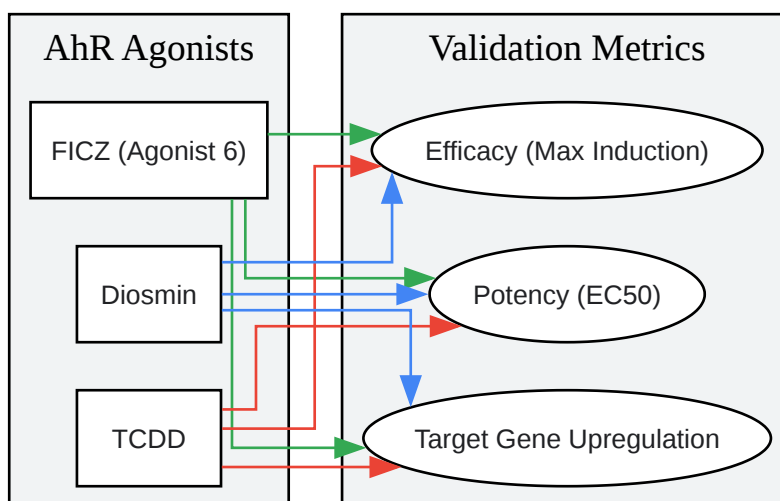 AhR Agonists
Validation Metrics
FICZ (Agonist 6)
Efficacy (Max Induction)
Diosmin
Potency (EC50)
TCDD
Target Gene Upregulation